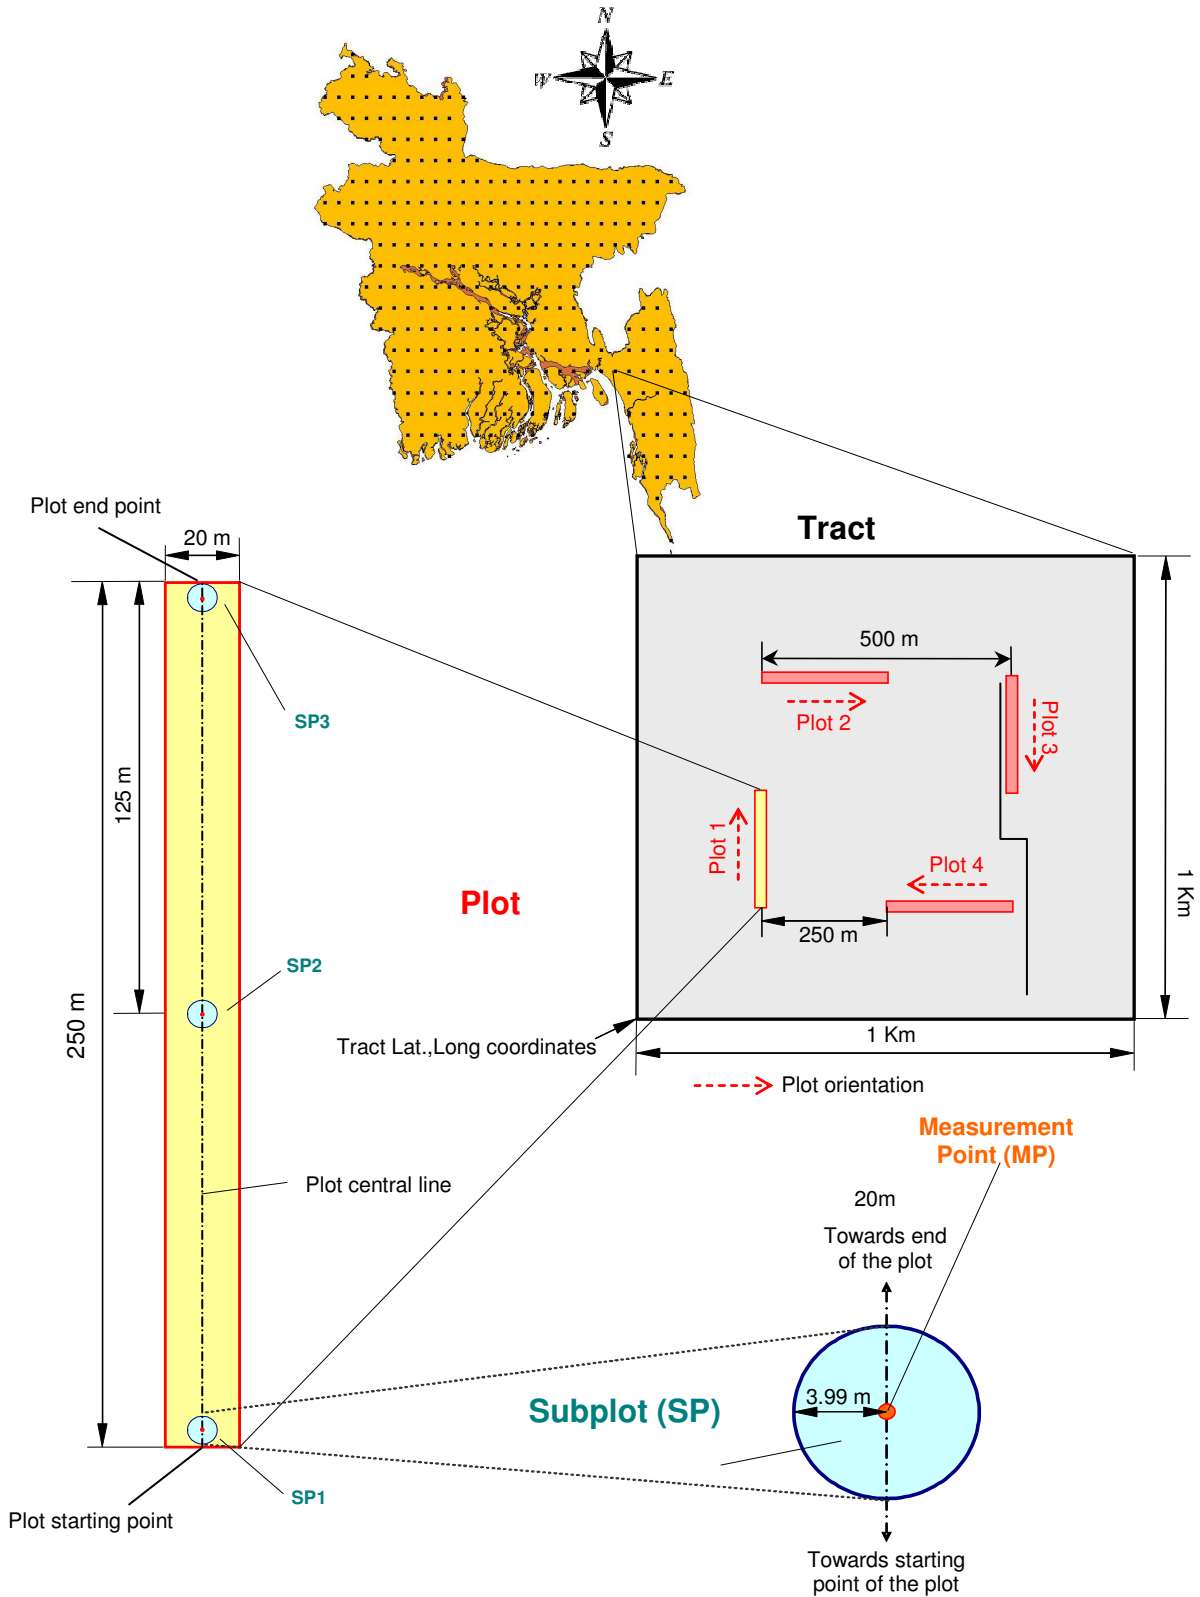 N
W
E
S
Plot end point
20 m
Tract
500 m
SP3
Plot 2
Plot 3
125 m
Plot 1
Plot 4
1 Km
Plot
250 m
SP2
250 m
Tract Lat.,Long coordinates
1 Km
Plot orientation
Measurement
Point (MP)
Plot central line
20m
Towards end
of the plot
3.99 m
Subplot (SP)
SP1
Plot starting point
Towards starting
point of the plot